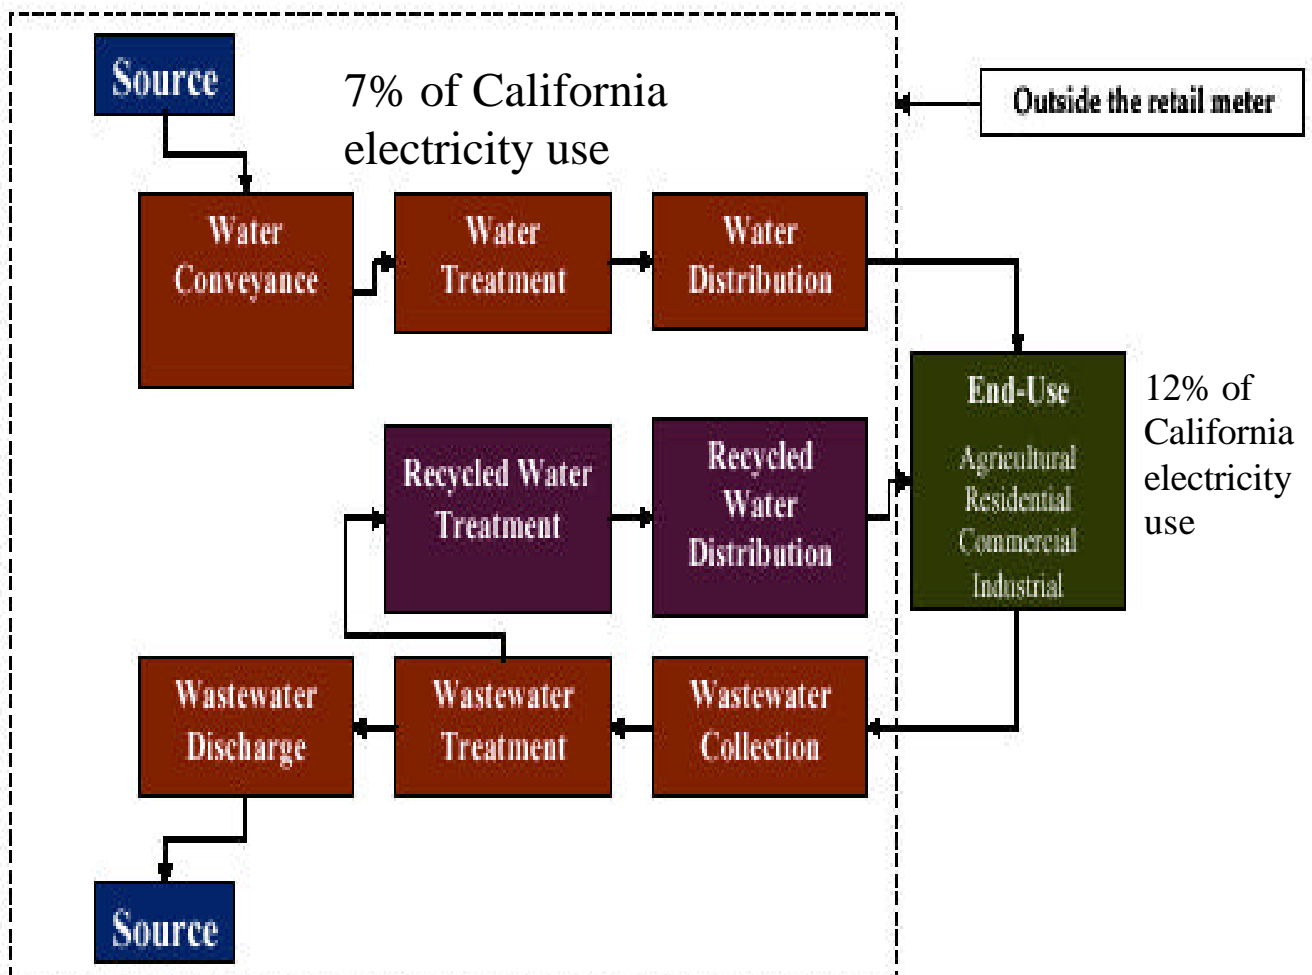 Source
7% of California
electricity use
Outside the retail meter
Water
Conveyance
Water
Treatment
Water
Distribution
End-Use
Agricultural
Residential
Commercial
Industrial
12% of
California
electricity
use
Recycled Water
Treatment
Recycled
Water
Distribution
Wastewater
Discharge
Wastewater
Treatment
Wastewater
Collection
Source